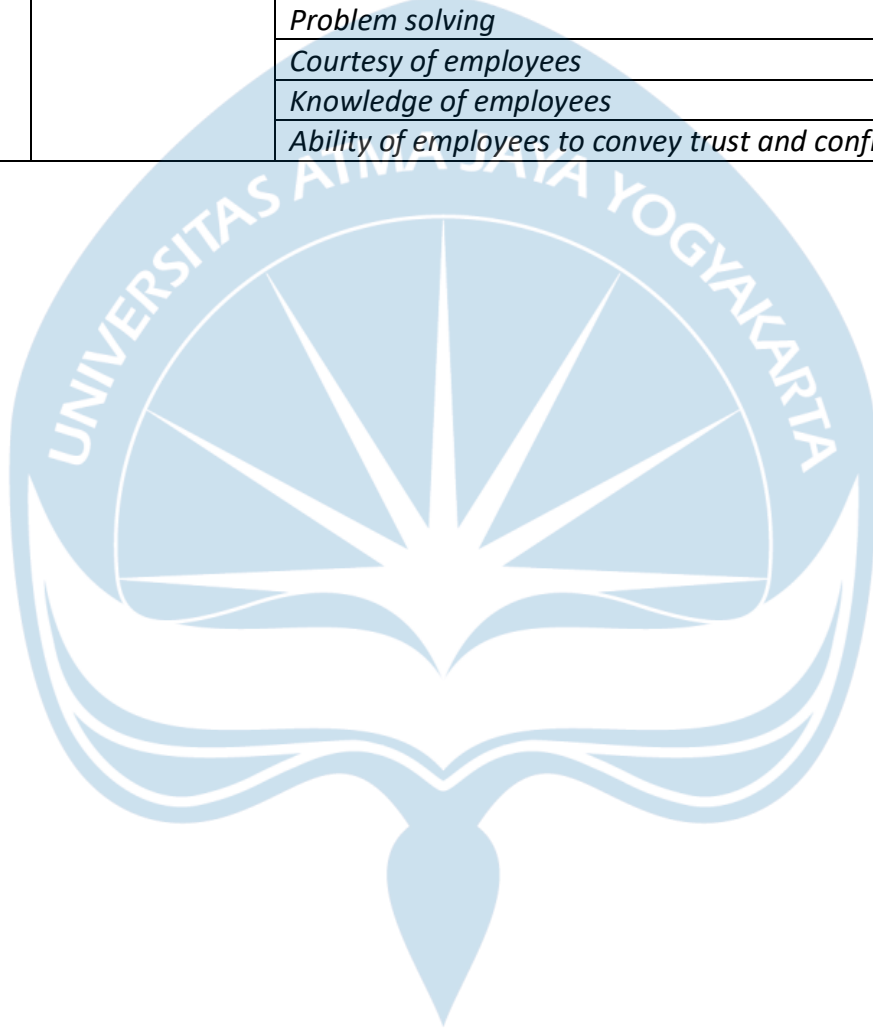 Problem solving
Courtesy of employees
Knowledge of employees
Ability of employees to convey trust and
UNIVERSITAS ATMA JAYA YOGYAKARTA